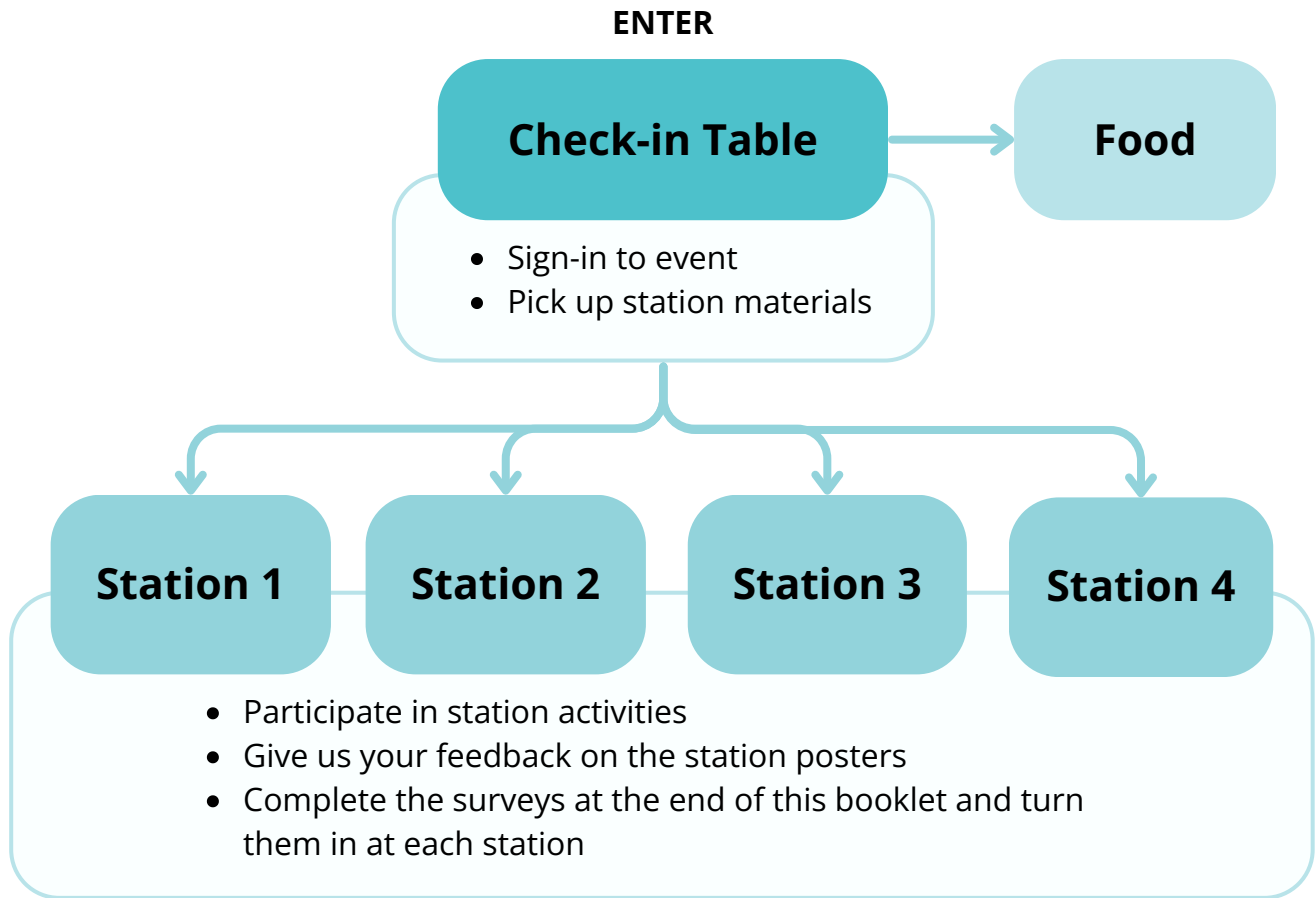 ENTER
Check-in Table
Food
• Sign-in to event
• Pick up station materials
Station 1
Station 2
Station 3
Station 4
• Participate in station activities
• Give us your feedback on the station posters
• Complete the surveys at the end of this booklet and turn
them in at each station